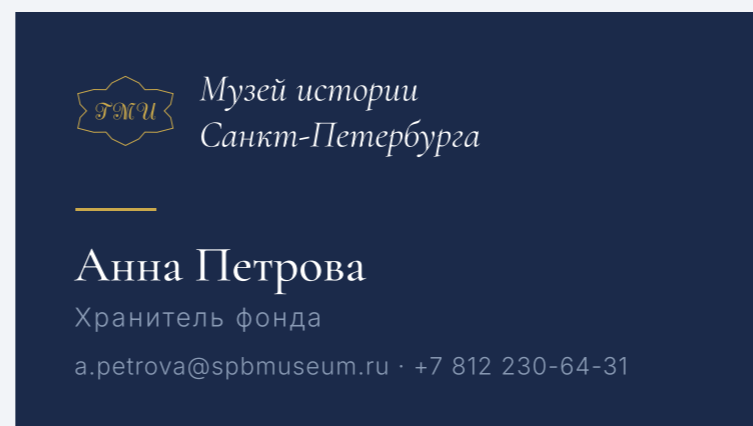 ГМИ
Музей истории
Санкт-Петербурга
Анна Петрова
Хранитель фонда
a.petrova@spbmuseum.ru · +7 812 230-64-31